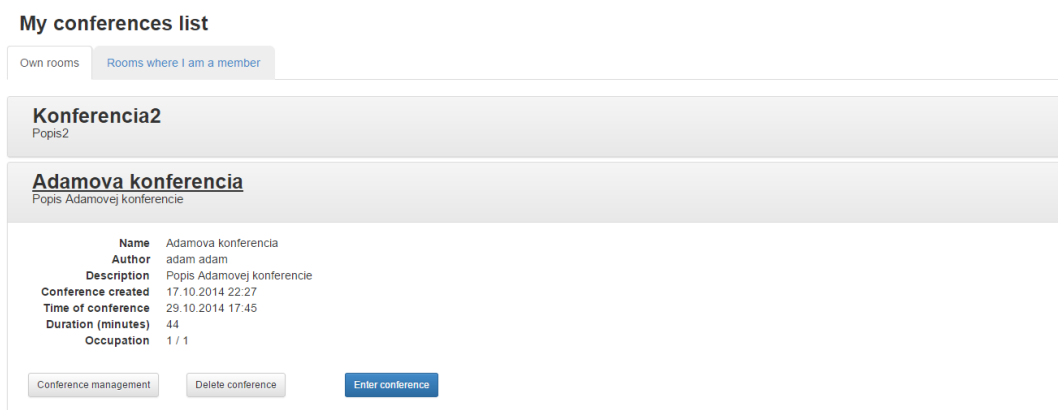 My conferences list
Own rooms Rooms where I am a member
Konferencia2
Popis2
Adamova konferencia
Popis Adamovej konferencie
Name Adamova konferencia
Author adam adam
Description Popis Adamovej konferencie
Conference created 17.10.2014 22:27
Time of conference 29.10.2014 17:45
Duration (minutes) 44
Occupation 1 / 1
Conference management Delete conference Enter conference